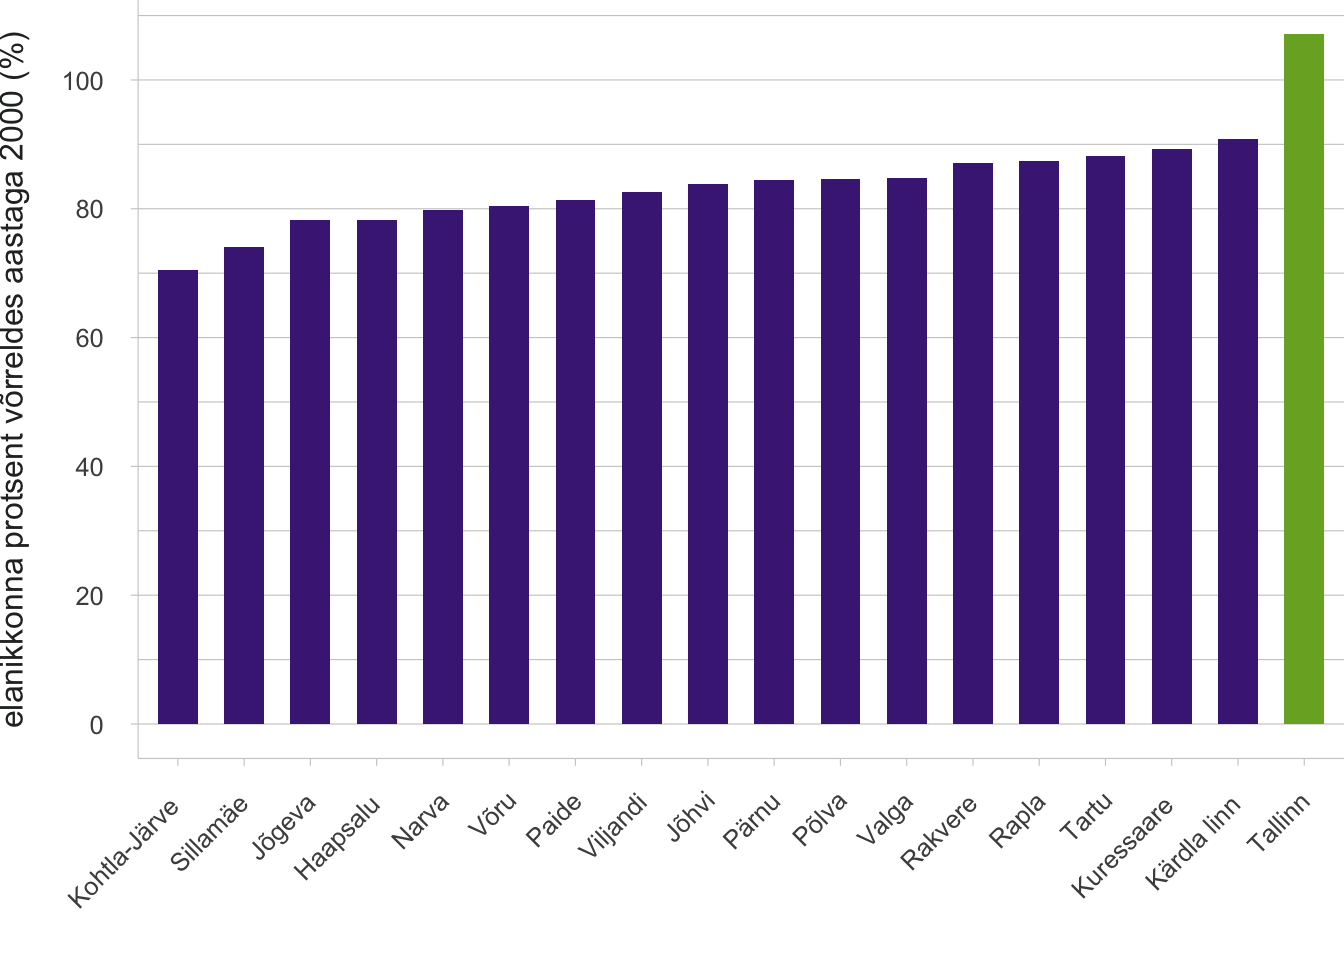 elanikkonna protsent võrreldes aastaga 2000 (%)
100
80
60
40
20
0
Kohtla-Järve
Sillamäe
Jõgeva
Haapsalu
Narva
Võru
Paide
Viljandi
Jõhvi
Pärnu
Põlva
Valga
Rakvere
Rapla
Tartu
Kuressaare
Kärdla linn
Tallinn